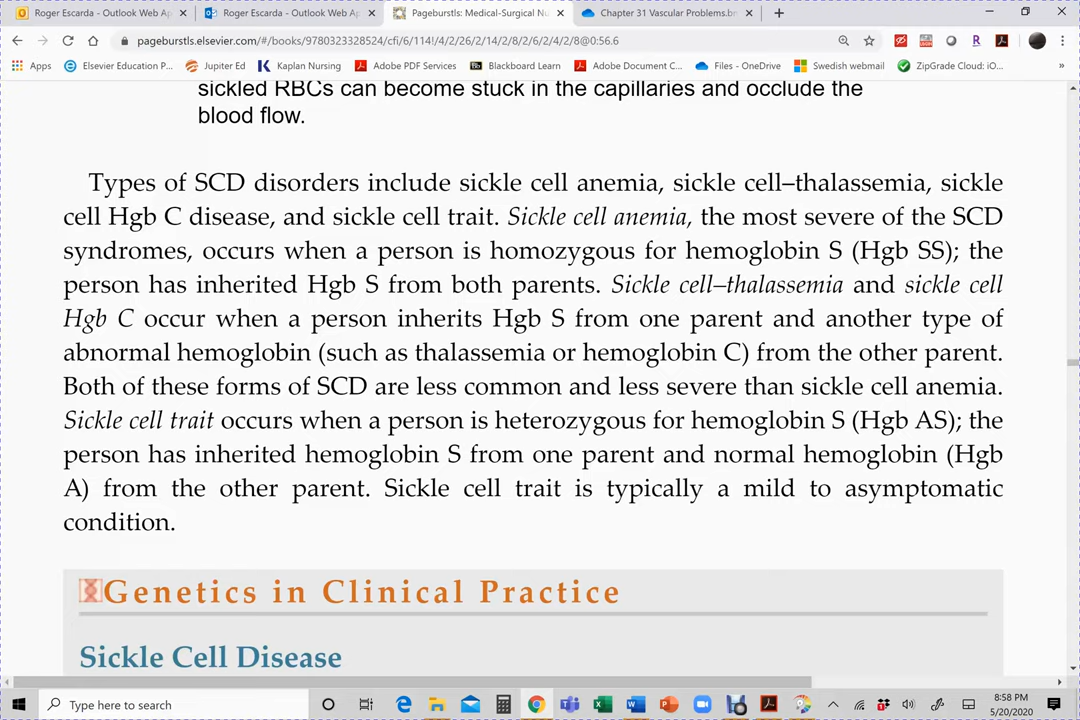 Roger Escarda - Outlook Web Ap
Roger Escarda - Outlook Web Ap
Pageburstls: Medical-Surgical Nu
Chapter 31 Vascular Problems.bm
pageburstls.elsevier.com/#/books/9780323328524/cfi/6/114!/4/2/26/2/14/2/8/2/6/2/4/2/8@0:56.6
Apps
Elsevier Education P...
Jupiter Ed
Kaplan Nursing
Adobe PDF Services
Blackboard Learn
Adobe Document C...
Files - OneDrive
Swedish webmail
ZipGrade Cloud: iO...
sickled RBCs can become stuck in the capillaries and occlude the
blood flow.
Types of SCD disorders include sickle cell anemia, sickle cell–thalassemia, sickle
cell Hgb C disease, and sickle cell trait. Sickle cell anemia, the most severe of the SCD
syndromes, occurs when a person is homozygous for hemoglobin S (Hgb SS); the
person has inherited Hgb S from both parents. Sickle cell–thalassemia and sickle cell
Hgb C occur when a person inherits Hgb S from one parent and another type of
abnormal hemoglobin (such as thalassemia or hemoglobin C) from the other parent.
Both of these forms of SCD are less common and less severe than sickle cell anemia.
Sickle cell trait occurs when a person is heterozygous for hemoglobin S (Hgb AS); the
person has inherited hemoglobin S from one parent and normal hemoglobin (Hgb
A) from the other parent. Sickle cell trait is typically a mild to asymptomatic
condition.
Genetics in Clinical Practice
Sickle Cell Disease
Type here to search
8:58 PM
5/20/2020